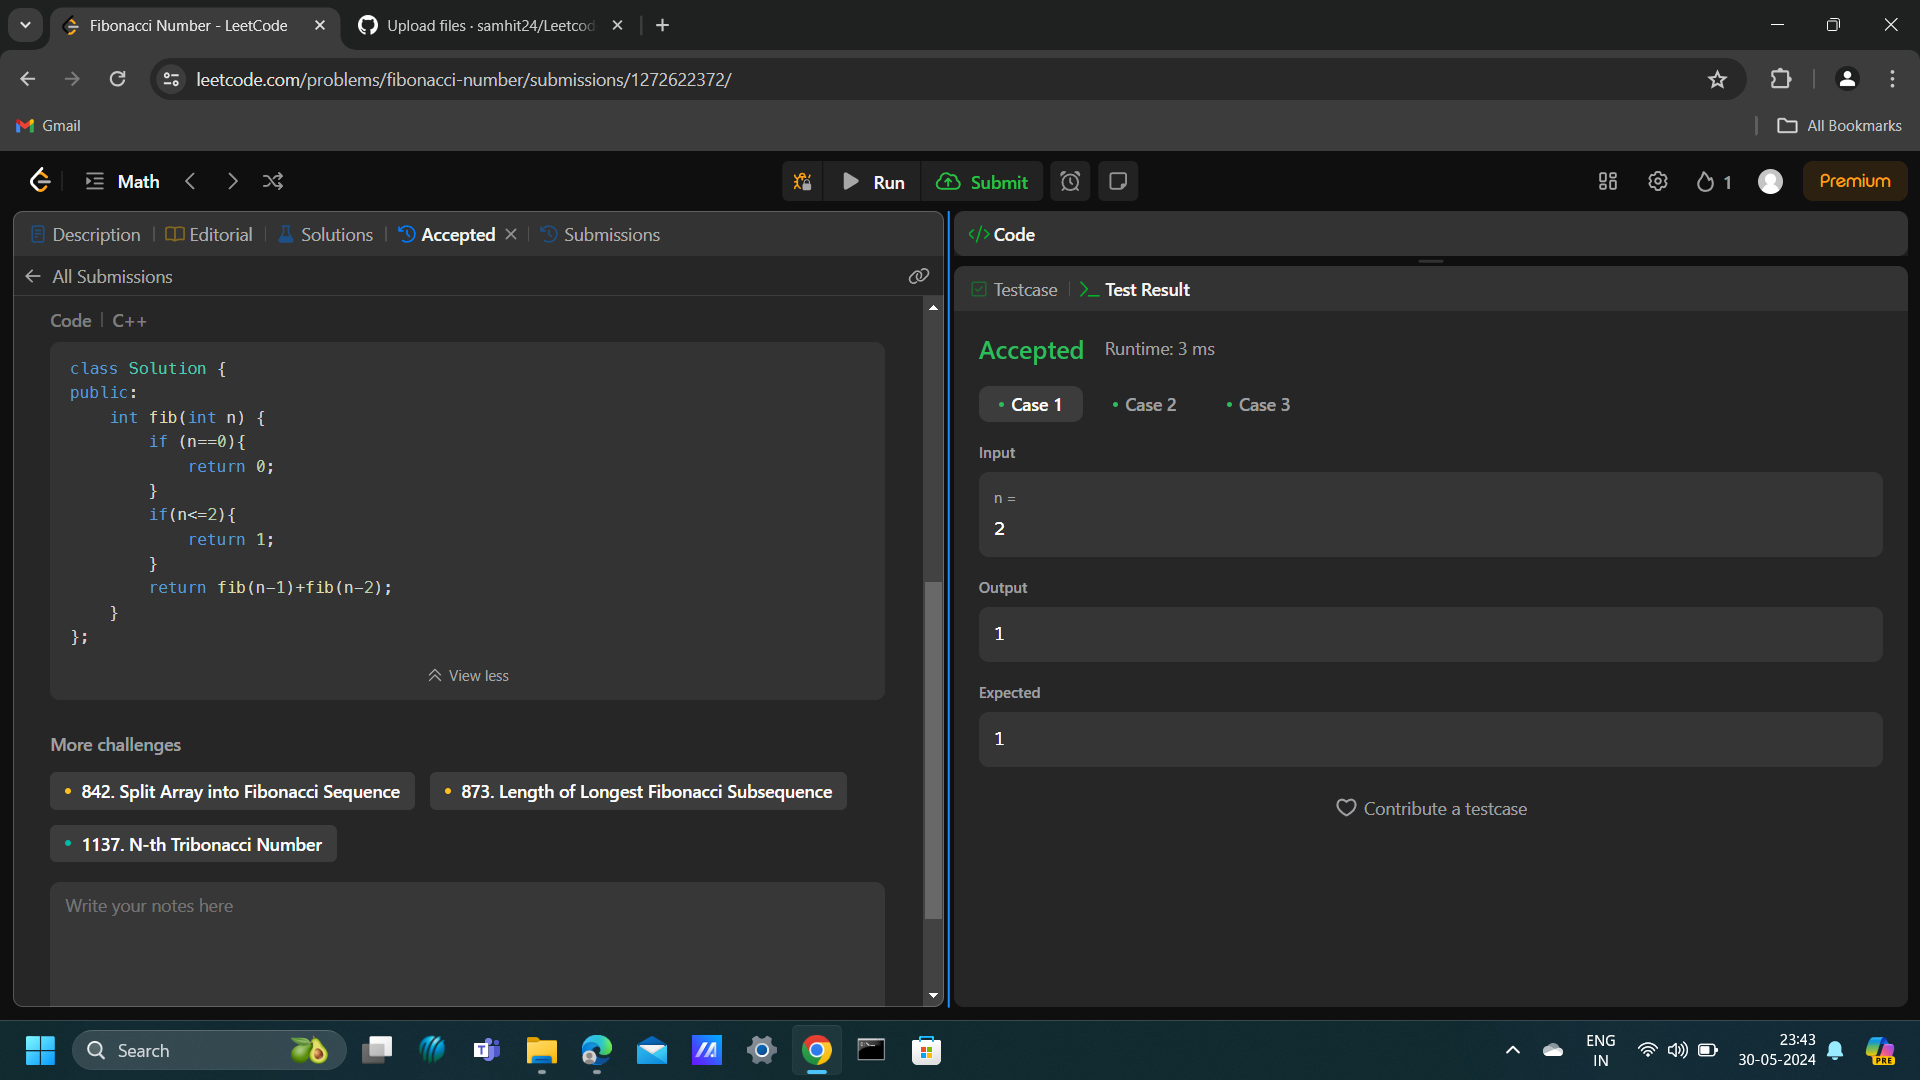 Fibonacci Number - LeetCode
Upload files · samhit24/Leetcod
leetcode.com/problems/fibonacci-number/submissions/1272622372/
Gmail
All Bookmarks
Math
Run
Submit
1
Premium
Description
Editorial
Solutions
Accepted
Submissions
All Submissions
Code
C++
class Solution {
public:
    int fib(int n) {
        if (n==0){
            return 0;
        }
        if(n<=2){
            return 1;
        }
        return fib(n-1)+fib(n-2);
    }
};
View less
More challenges
842. Split Array into Fibonacci Sequence
873. Length of Longest Fibonacci Subsequence
1137. N-th Tribonacci Number
Write your notes here
</> Code
Testcase
Test Result
Accepted
Runtime: 3 ms
Case 1
Case 2
Case 3
Input
n =
2
Output
1
Expected
1
Contribute a testcase
Search
ENG
IN
23:43
30-05-2024
PRE